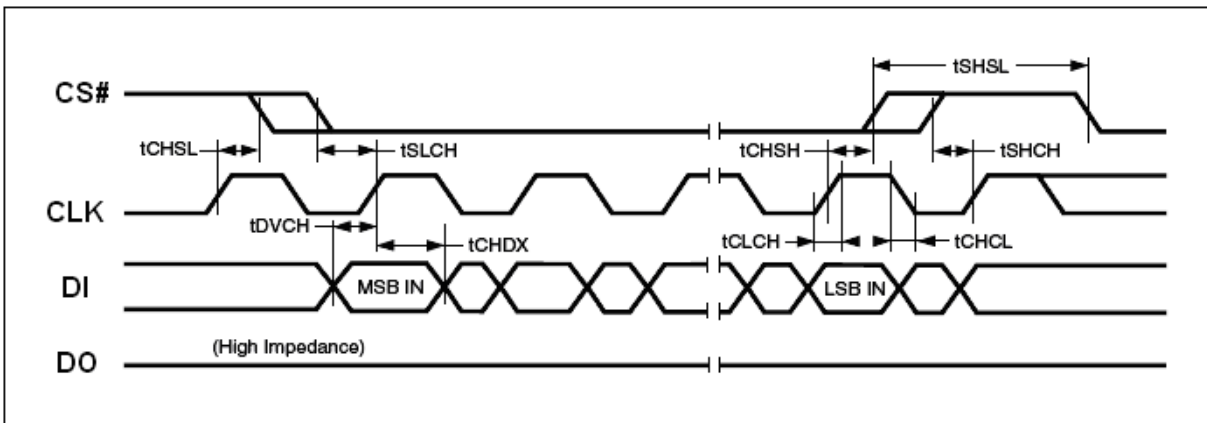 tSHSL
CS#
tCHSL
tSLCH
tCHSH
tSHCH
CLK
tDVCH
tCHDX
tCLCH
tCHCL
DI
MSB IN
LSB IN
(High Impedance)
DO